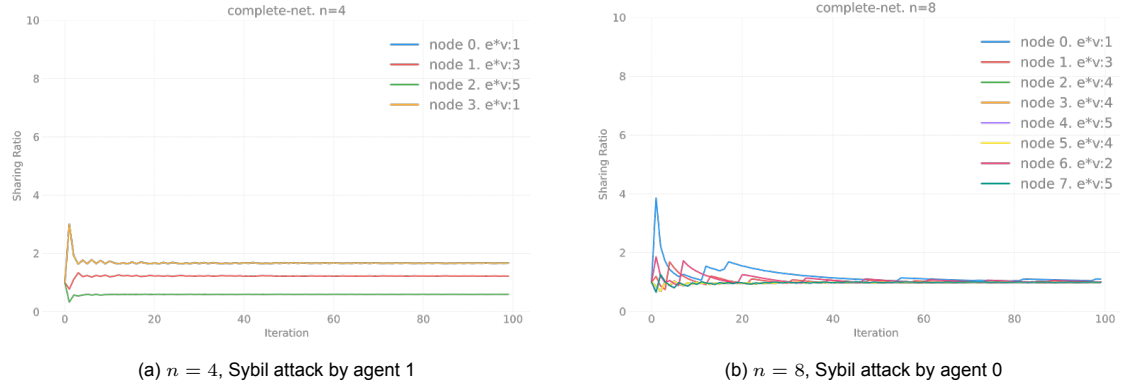 complete-net. n=4
10
8
6
4
2
0
Sharing Ratio
node 0. e*v:1
node 1. e*v:3
node 2. e*v:5
node 3. e*v:1
0 20 40 60 80 100
Iteration
(a) n = 4, Sybil attack by agent 1
complete-net. n=8
10
8
6
4
2
0
Sharing Ratio
node 0. e*v:1
node 1. e*v:3
node 2. e*v:4
node 3. e*v:4
node 4. e*v:5
node 5. e*v:4
node 6. e*v:2
node 7. e*v:5
0 20 40 60 80 100
Iteration
(b) n = 8, Sybil attack by agent 0